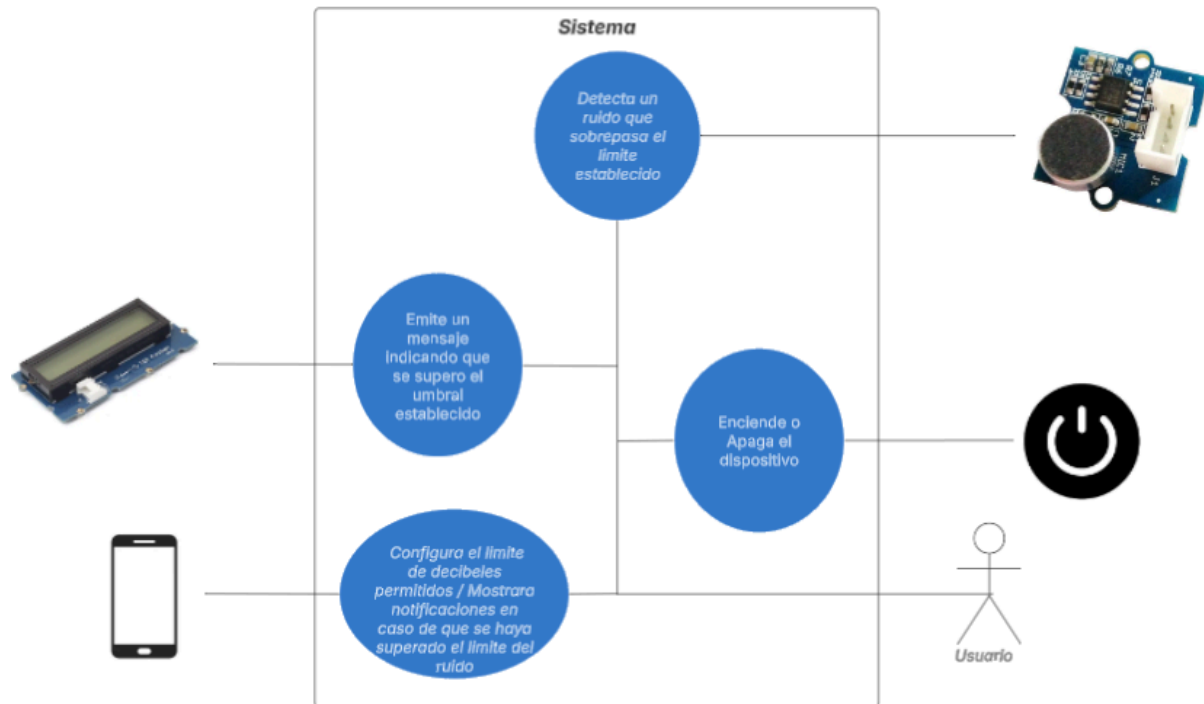 Sistema
Detecta un
ruido que
sobrepasa el
limite
establecido
Emite un
mensaje
indicando que
se supero el
umbral
establecido
Enciende o
Apaga el
dispositivo
Configura el limite
de decibeles
permitidos / Mostrara
notificaciones en
caso de que se haya
superado el limite del
ruido
Usuario
MIC1
J1